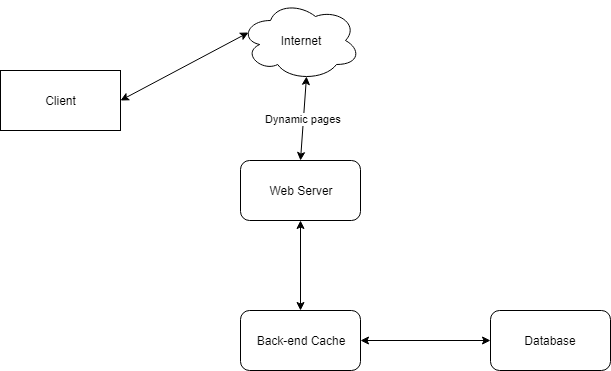 Internet
Client
Dynamic pages
Web Server
Back-end Cache
Database